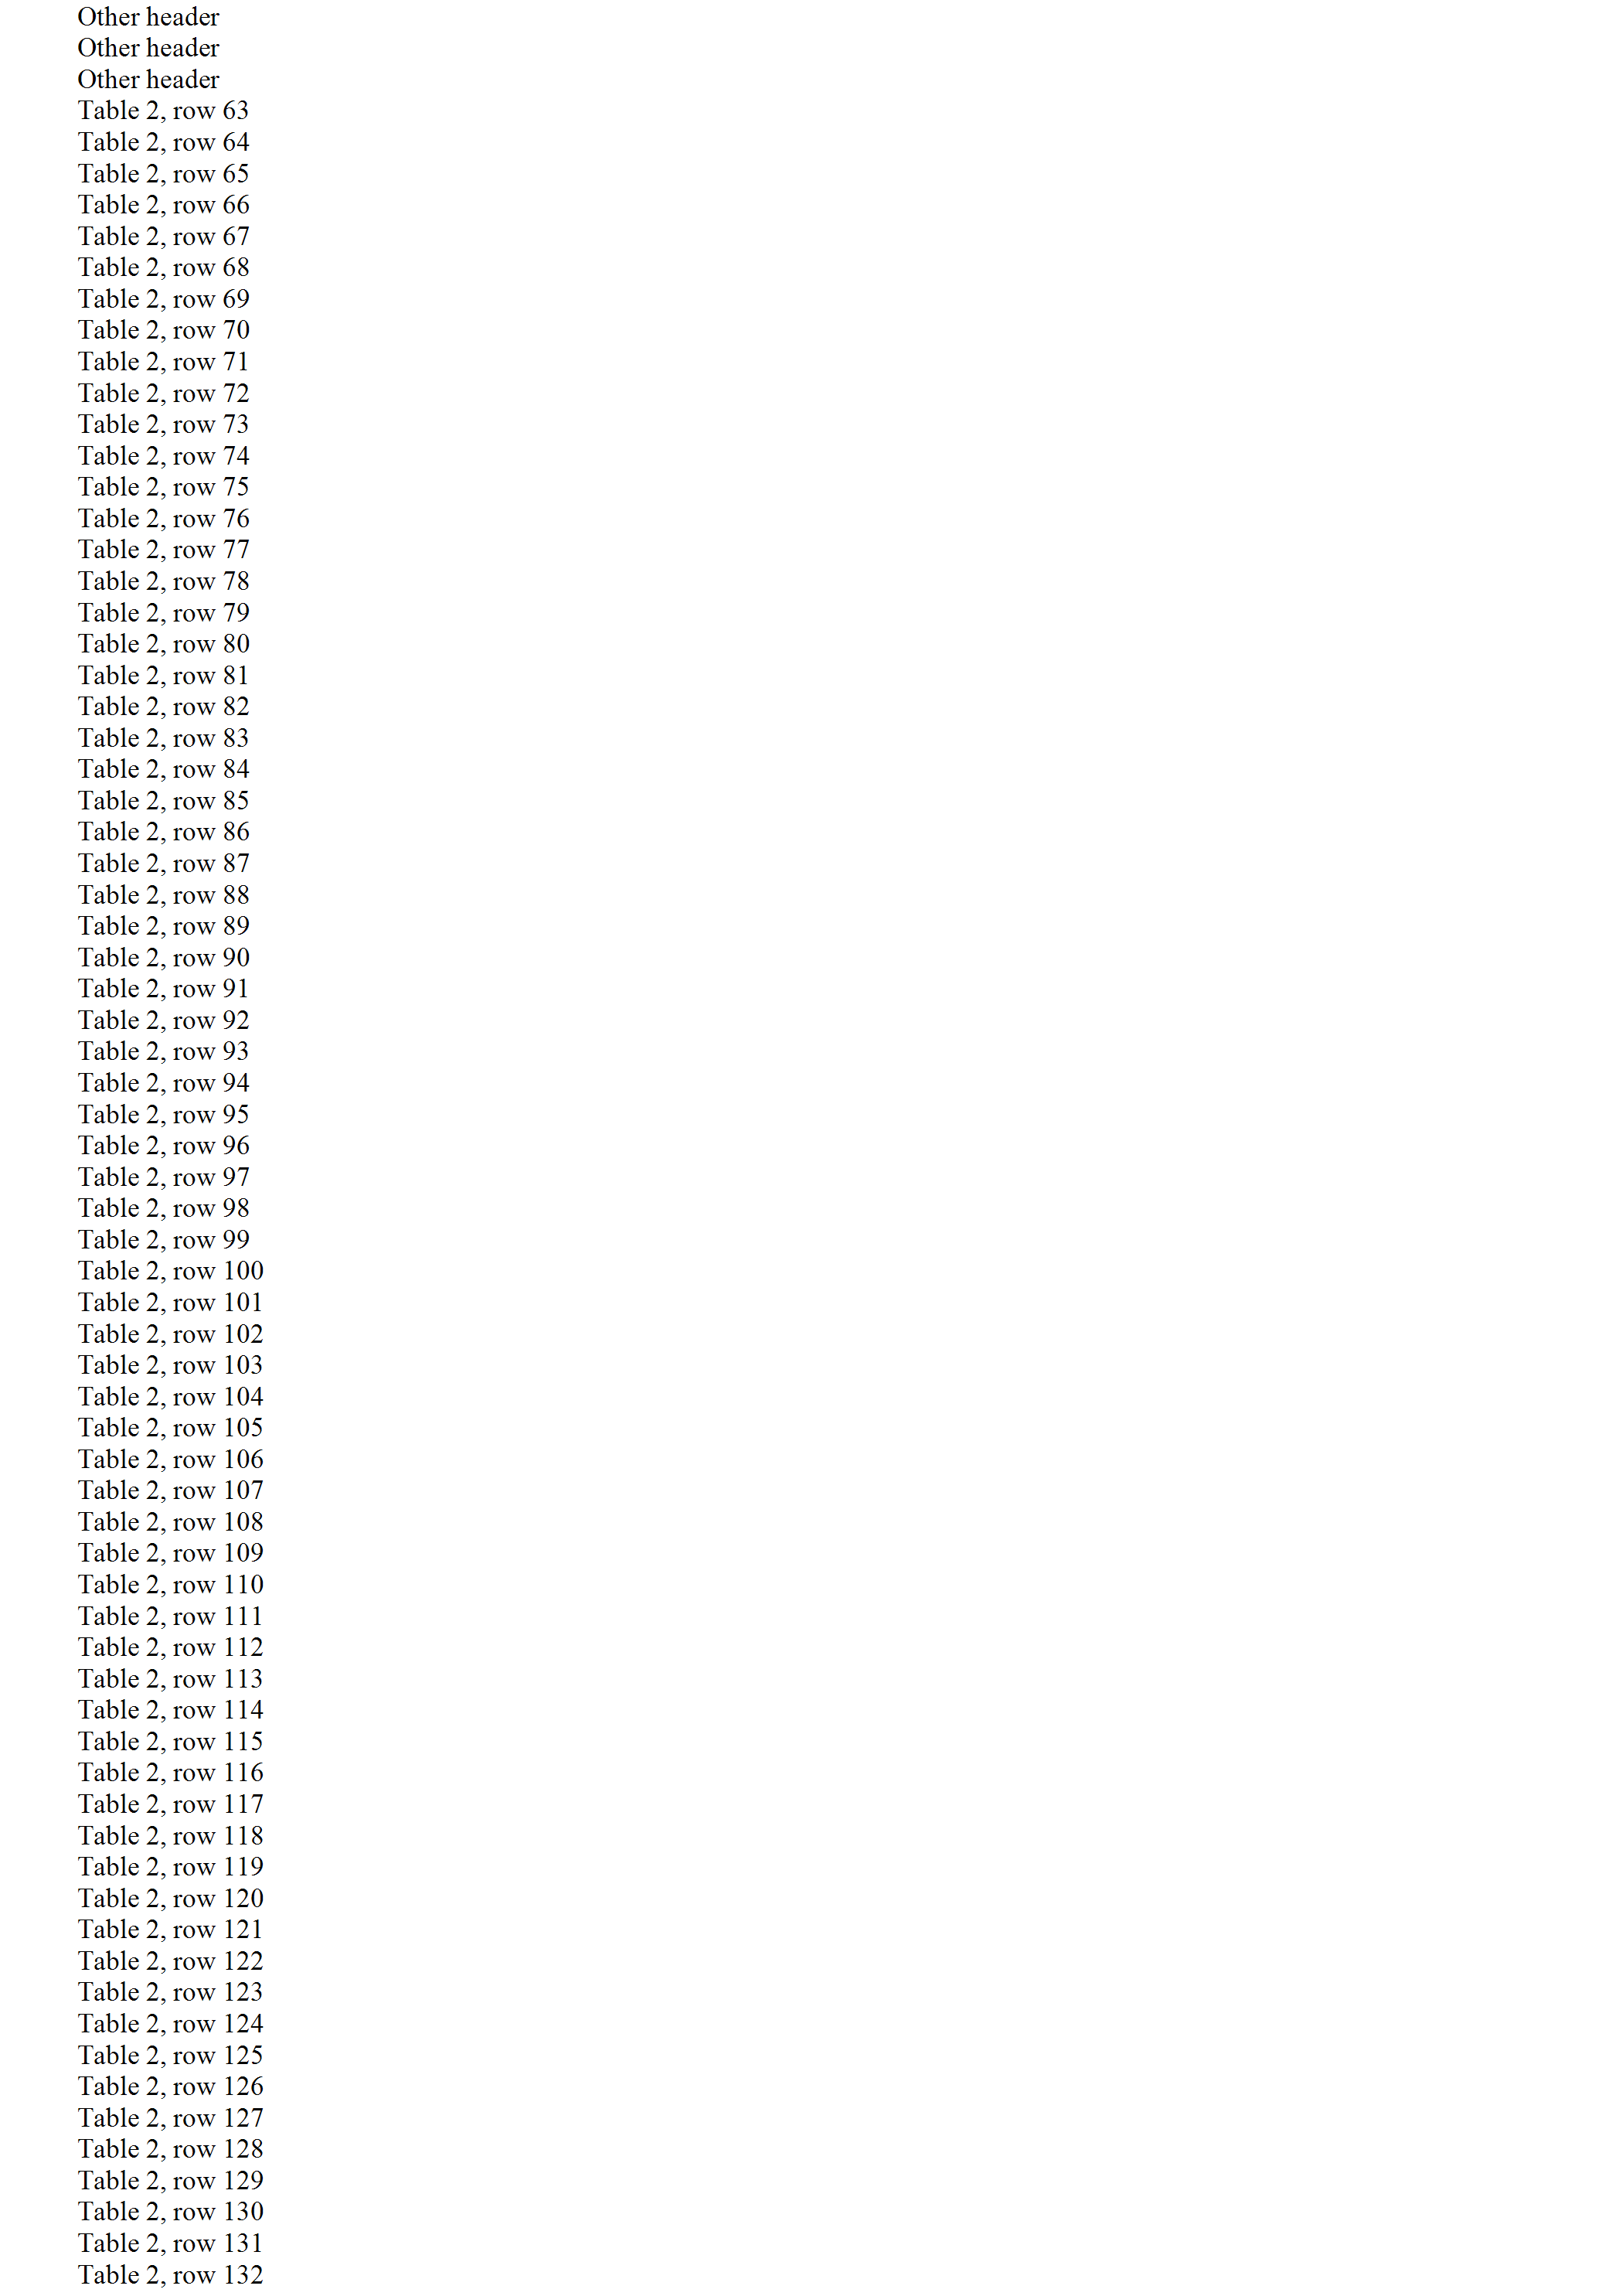 Other header
Other header
Other header
Table 2, row 63
Table 2, row 64
Table 2, row 65
Table 2, row 66
Table 2, row 67
Table 2, row 68
Table 2, row 69
Table 2, row 70
Table 2, row 71
Table 2, row 72
Table 2, row 73
Table 2, row 74
Table 2, row 75
Table 2, row 76
Table 2, row 77
Table 2, row 78
Table 2, row 79
Table 2, row 80
Table 2, row 81
Table 2, row 82
Table 2, row 83
Table 2, row 84
Table 2, row 85
Table 2, row 86
Table 2, row 87
Table 2, row 88
Table 2, row 89
Table 2, row 90
Table 2, row 91
Table 2, row 92
Table 2, row 93
Table 2, row 94
Table 2, row 95
Table 2, row 96
Table 2, row 97
Table 2, row 98
Table 2, row 99
Table 2, row 100
Table 2, row 101
Table 2, row 102
Table 2, row 103
Table 2, row 104
Table 2, row 105
Table 2, row 106
Table 2, row 107
Table 2, row 108
Table 2, row 109
Table 2, row 110
Table 2, row 111
Table 2, row 112
Table 2, row 113
Table 2, row 114
Table 2, row 115
Table 2, row 116
Table 2, row 117
Table 2, row 118
Table 2, row 119
Table 2, row 120
Table 2, row 121
Table 2, row 122
Table 2, row 123
Table 2, row 124
Table 2, row 125
Table 2, row 126
Table 2, row 127
Table 2, row 128
Table 2, row 129
Table 2, row 130
Table 2, row 131
Table 2, row 132